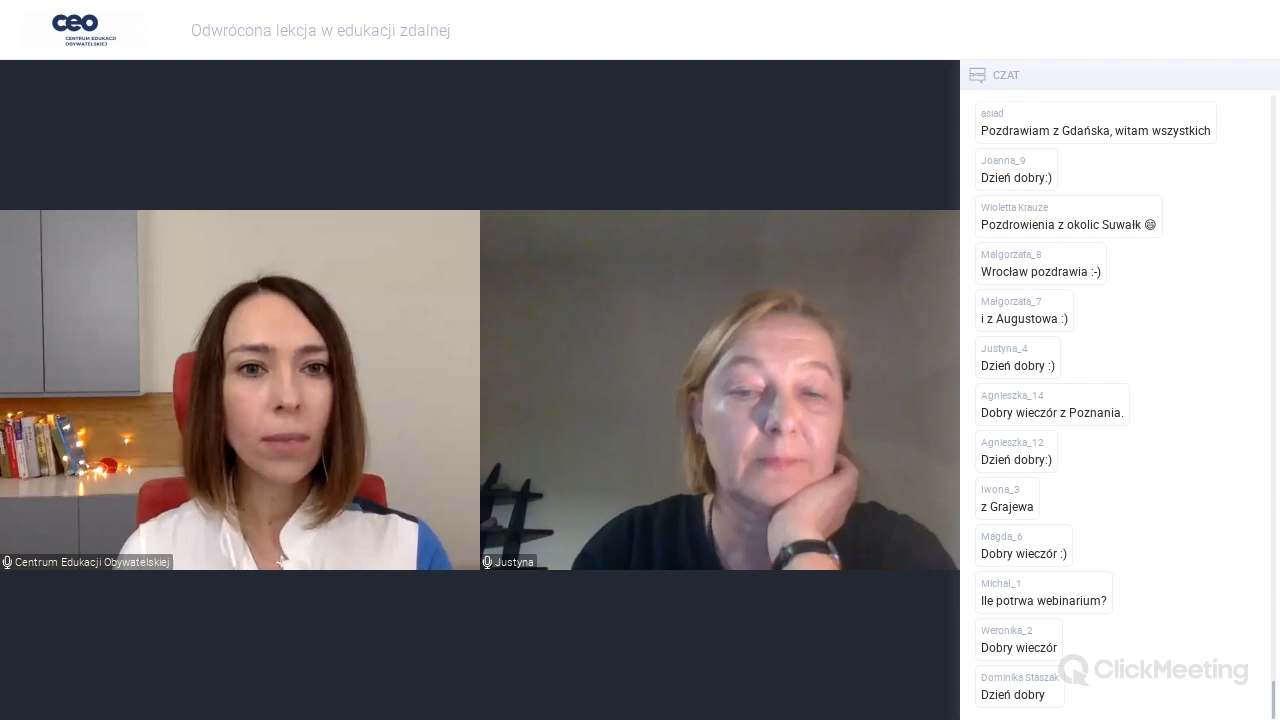 ceo
CENTRUM EDUKACJI
OBYWATELSKIEJ
Odwrócona lekcja w edukacji zdalnej
CZAT
asiad
Pozdrawiam z Gdańska, witam wszystkich
Joanna_9
Dzień dobry:)
Wioletta Krauze
Pozdrowienia z okolic Suwałk 😄
Małgorzata_8
Wrocław pozdrawia :-)
Małgorzata_7
i z Augustowa :)
Justyna_4
Dzień dobry :)
Agnieszka_14
Dobry wieczór z Poznania.
Agnieszka_12
Dzień dobry:)
Iwona_3
z Grajewa
Magda_6
Dobry wieczór :)
Michał_1
Ile potrwa webinarium?
Weronika_2
Dobry wieczór
Dominika Staszak
Dzień dobry
Centrum Edukacji Obywatelskiej
Justyna
ClickMeeting